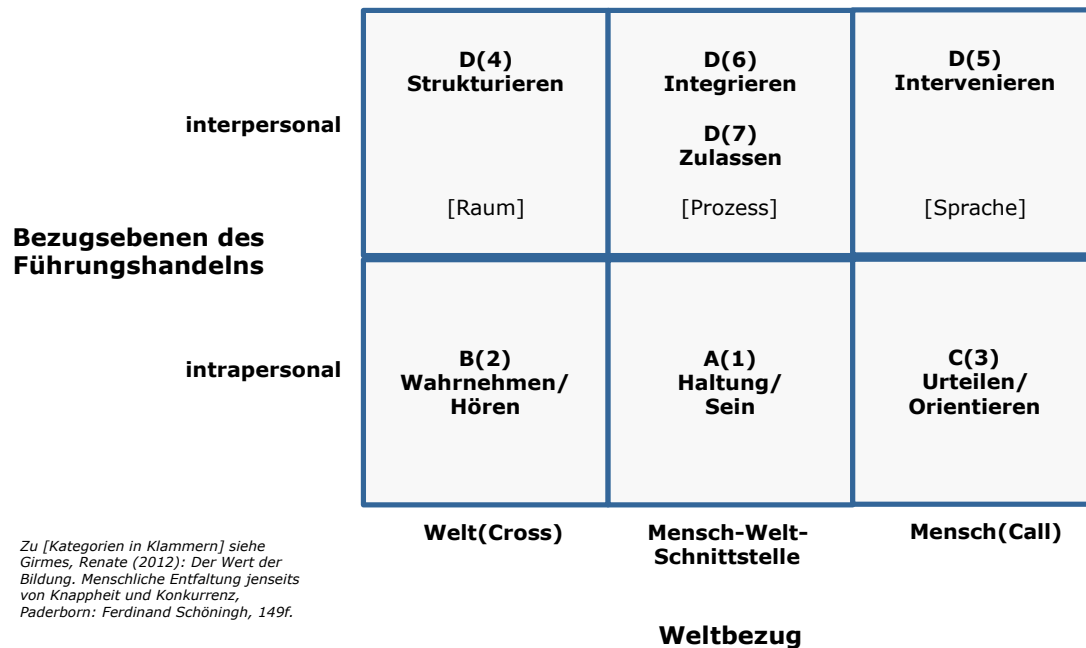 D(4)
Strukturieren
D(6)
Integrieren
D(5)
Intervenieren
interpersonal
D(7)
Zulassen
[Raum]
[Prozess]
[Sprache]
Bezugsebenen des
Führungshandelns
intrapersonal
B(2)
Wahrnehmen/
Hören
A(1)
Haltung/
Sein
C(3)
Urteilen/
Orientieren
Welt(Cross)
Mensch-Welt-
Schnittstelle
Mensch(Call)
Zu [Kategorien in Klammern] siehe
Girmes, Renate (2012): Der Wert der
Bildung. Menschliche Entfaltung jenseits
von Knappheit und Konkurrenz,
Paderborn: Ferdinand Schöningh, 149f.
Weltbezug